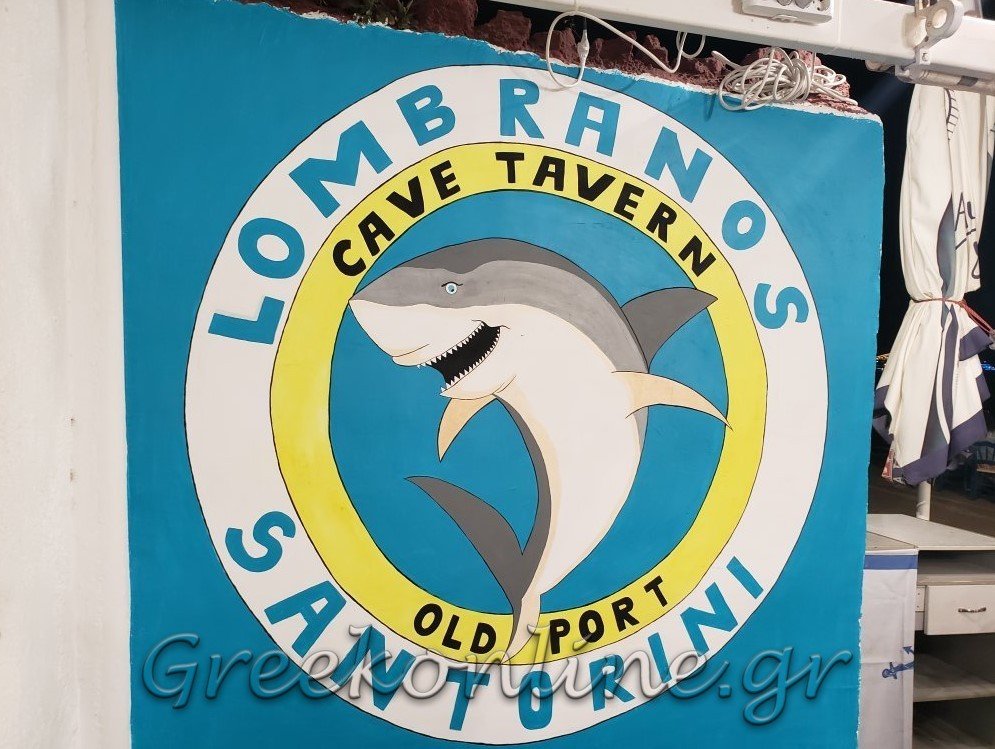 LOMBRANOS
CAVE TAVERN
OLD PORT
SANTORINI
Greekonline.gr